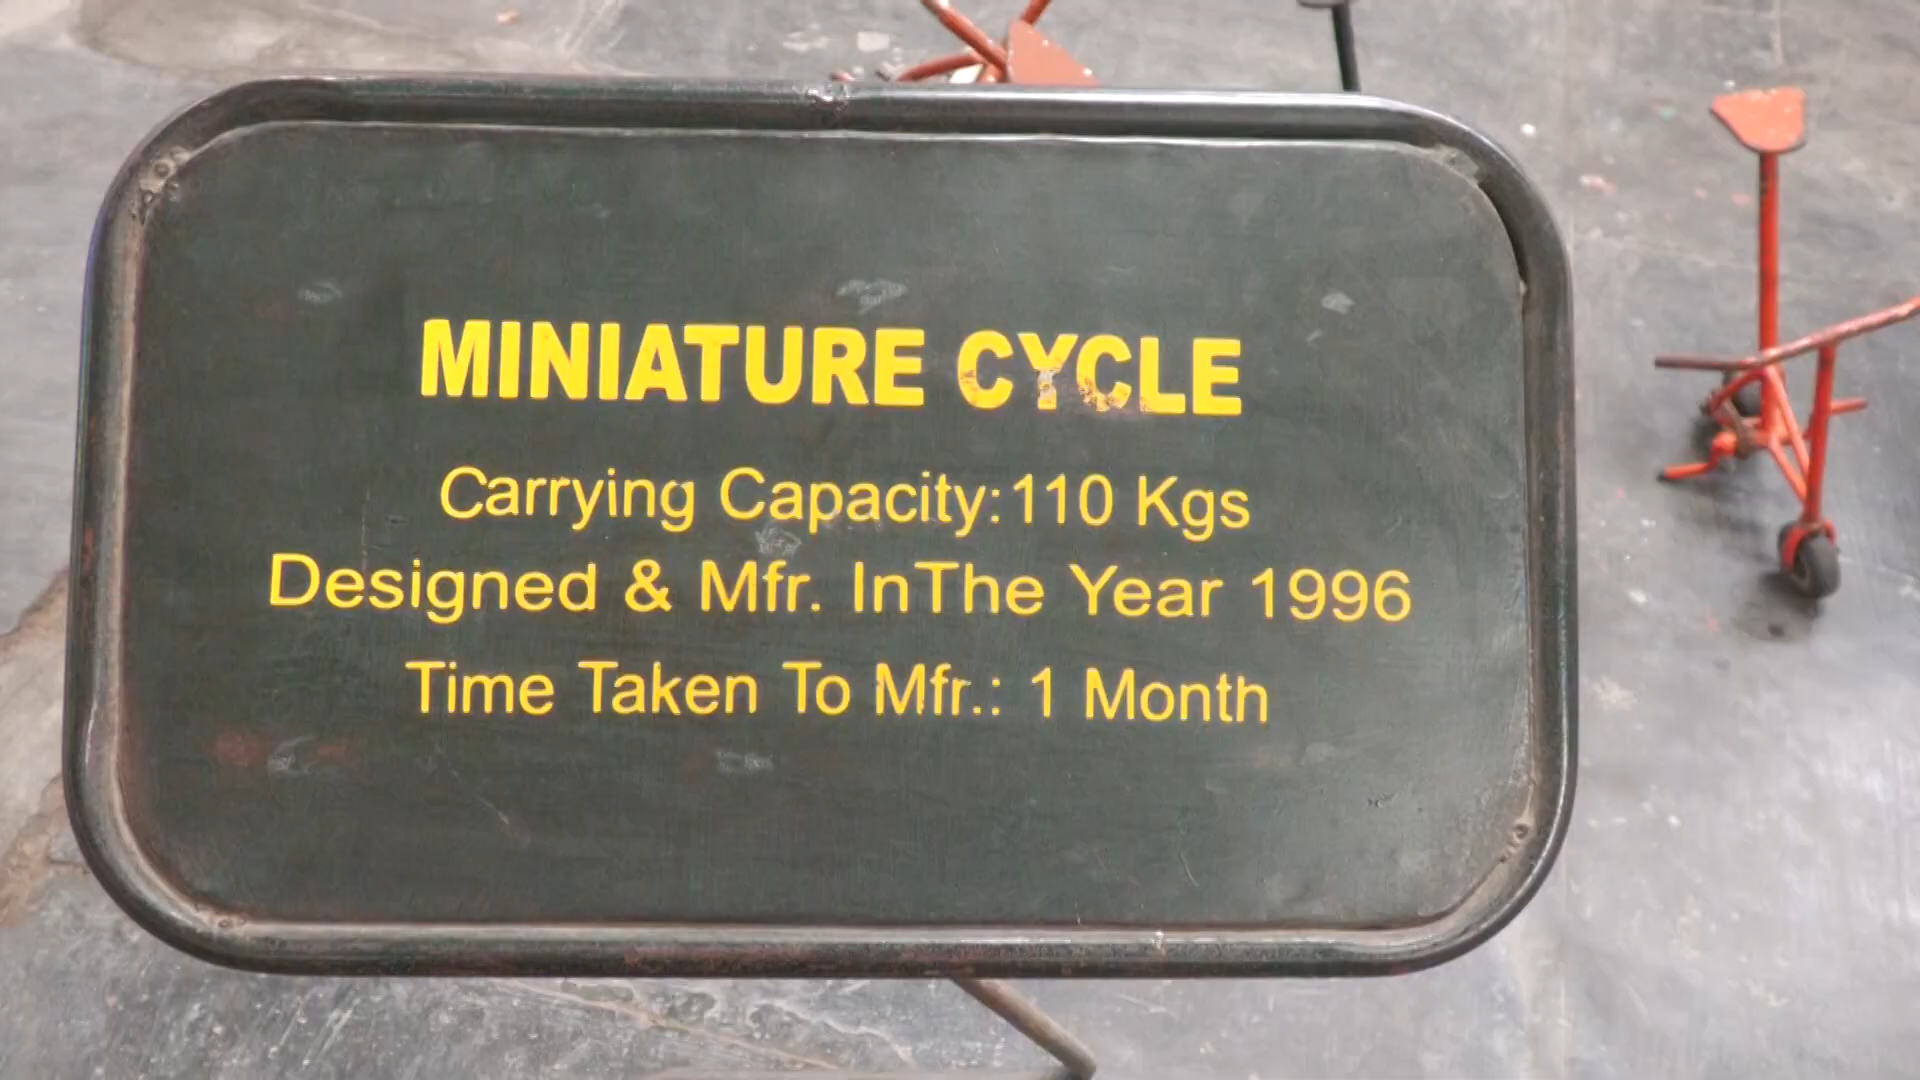 MINIATURE CYCLE
Carrying Capacity:110 Kgs
Designed & Mfr. InThe Year 1996
Time Taken To Mfr.: 1 Month